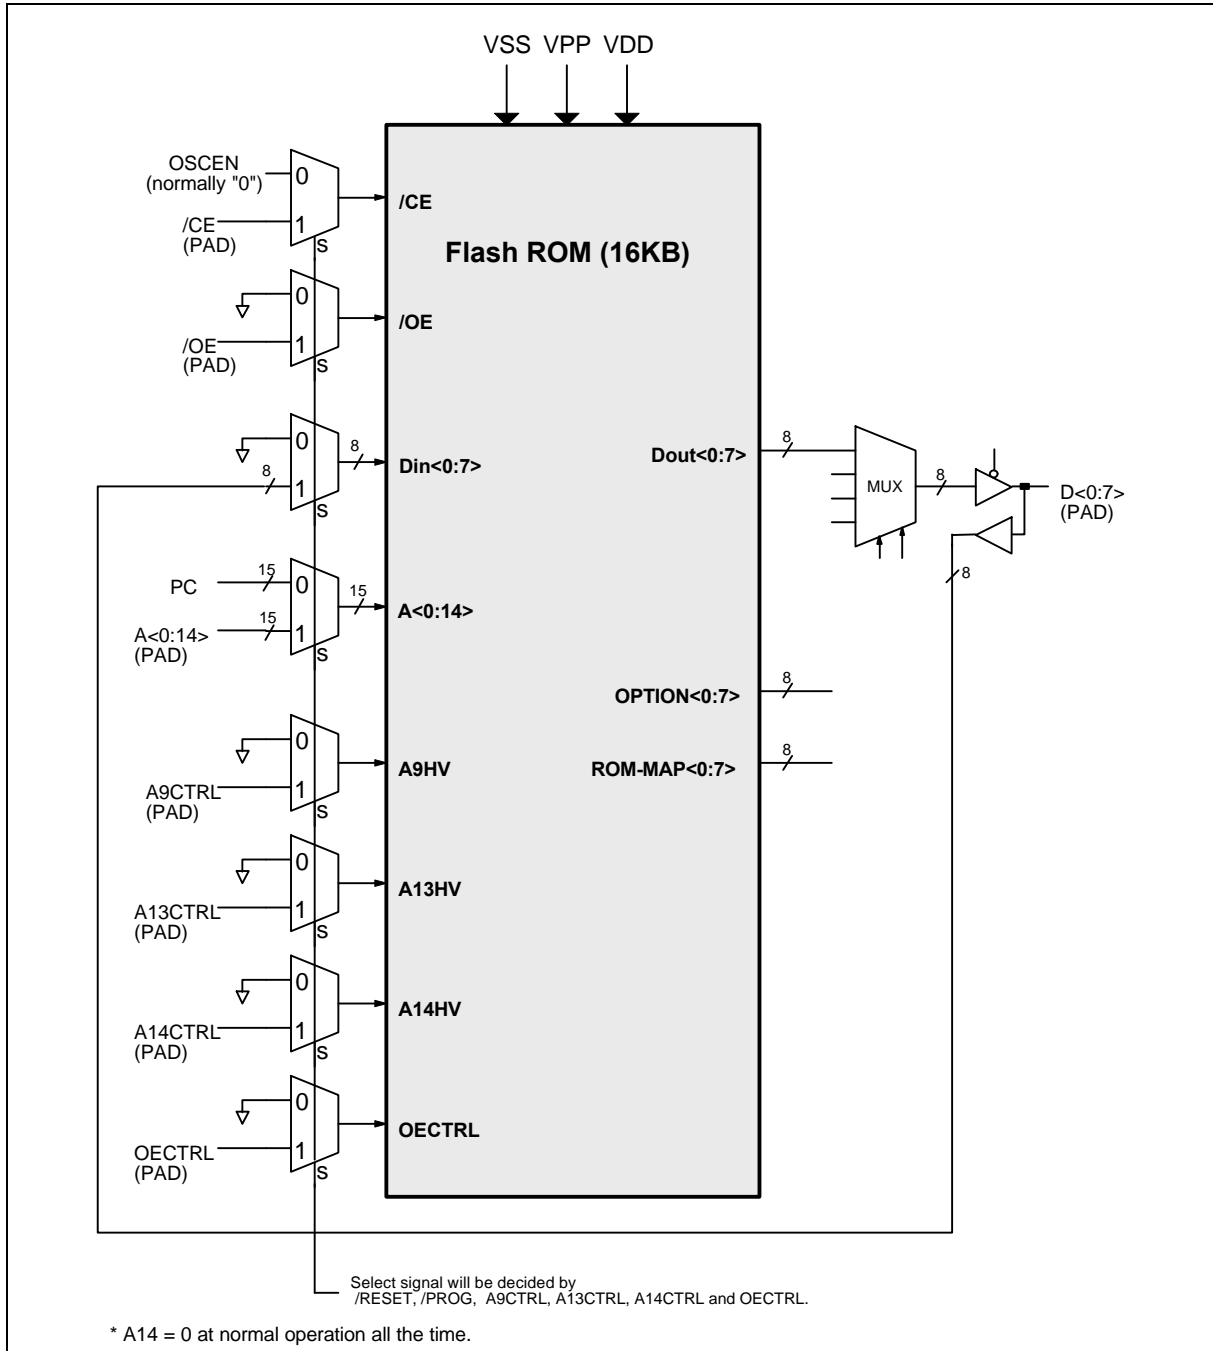 VSS VPP VDD
OSCEN
(normally "0")
0
/CE
(PAD)
1
S
/CE
Flash ROM (16KB)
0
/OE
(PAD)
1
S
/OE
0
8
1
S
8
Din<0:7>
Dout<0:7>
8
MUX
8
D<0:7>
(PAD)
8
PC
15
0
A<0:14>
(PAD)
15
1
S
15
A<0:14>
OPTION<0:7>
8
ROM-MAP<0:7>
8
0
A9CTRL
(PAD)
1
S
A9HV
0
A13CTRL
(PAD)
1
S
A13HV
0
A14CTRL
(PAD)
1
S
A14HV
0
OECTRL
(PAD)
1
S
OECTRL
Select signal will be decided by
/RESET, /PROG, A9CTRL, A13CTRL, A14CTRL and OECTRL.
* A14 = 0 at normal operation all the time.